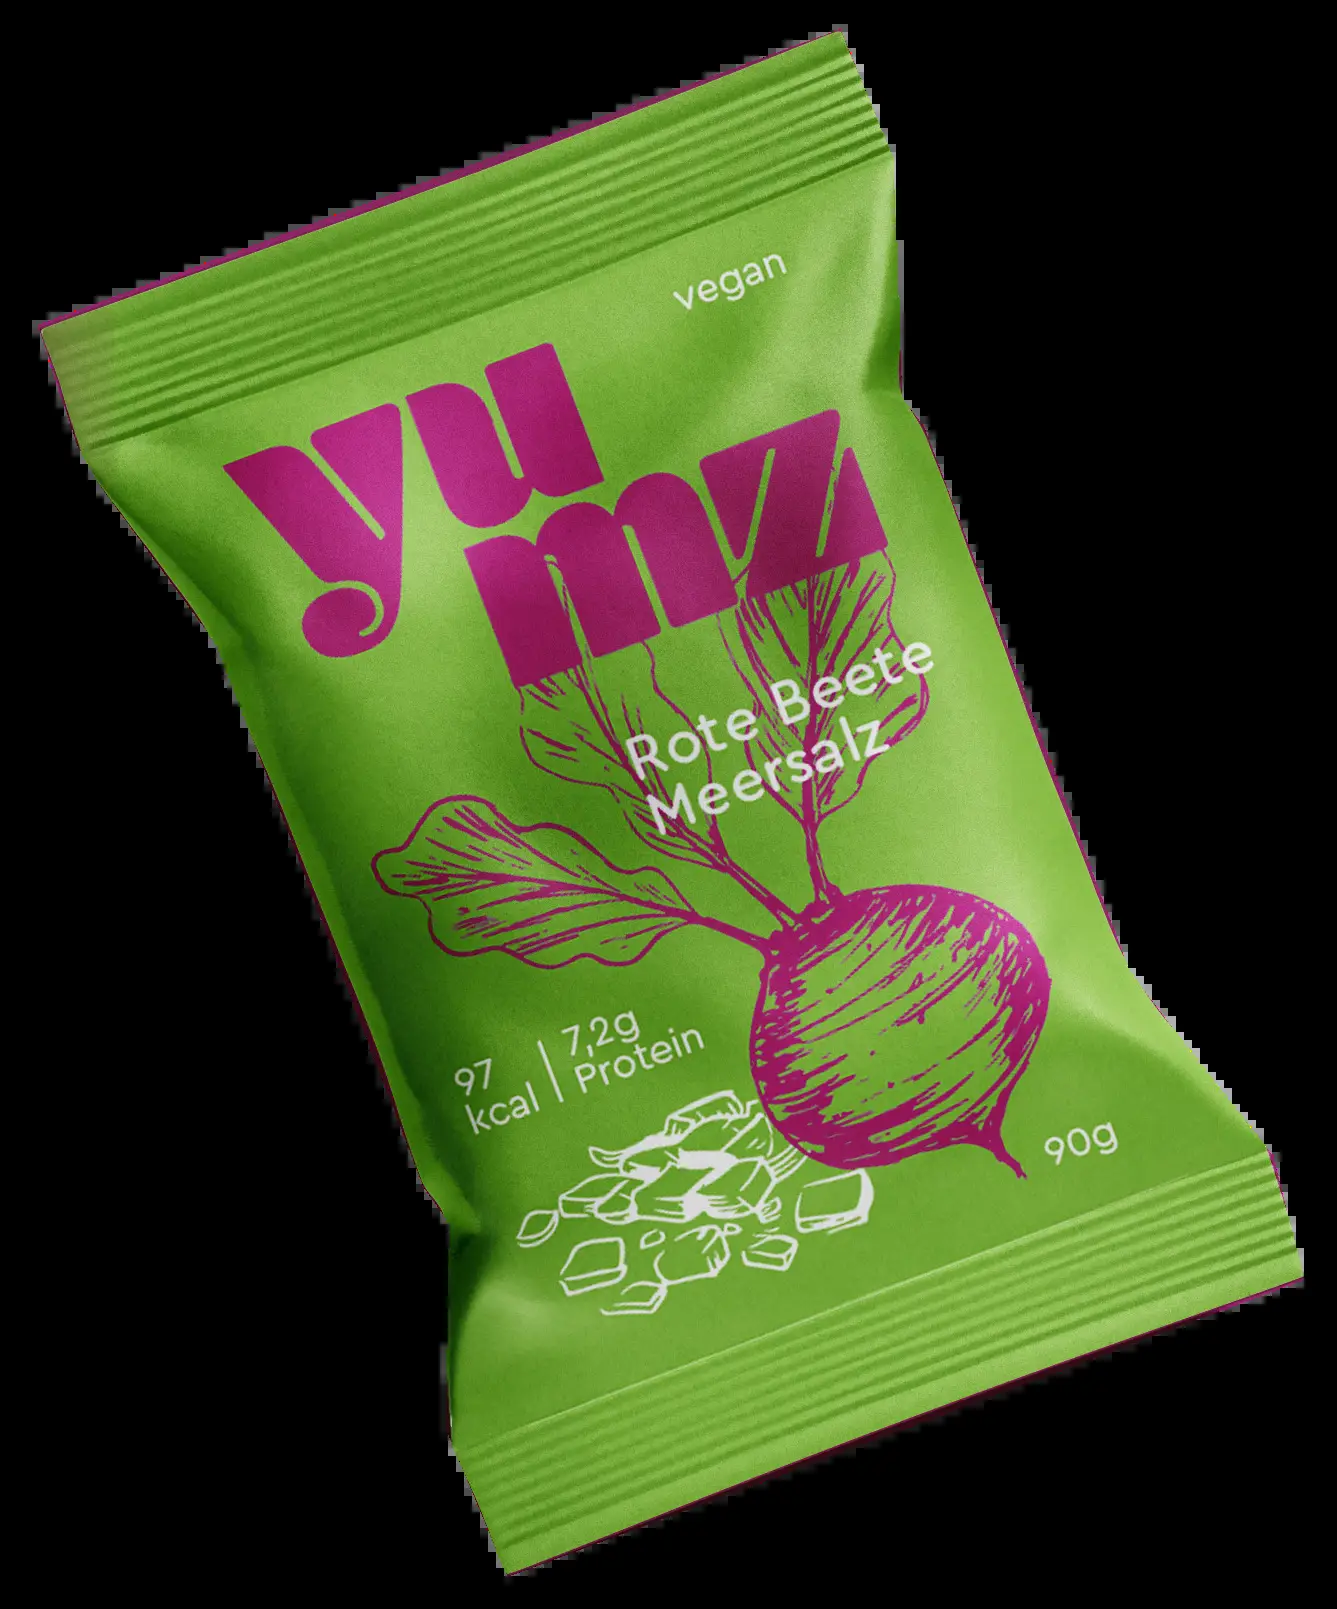 vegan
yu
mz
Rote Beete
Meersalz
97
kcal
7,2g
Protein
90g